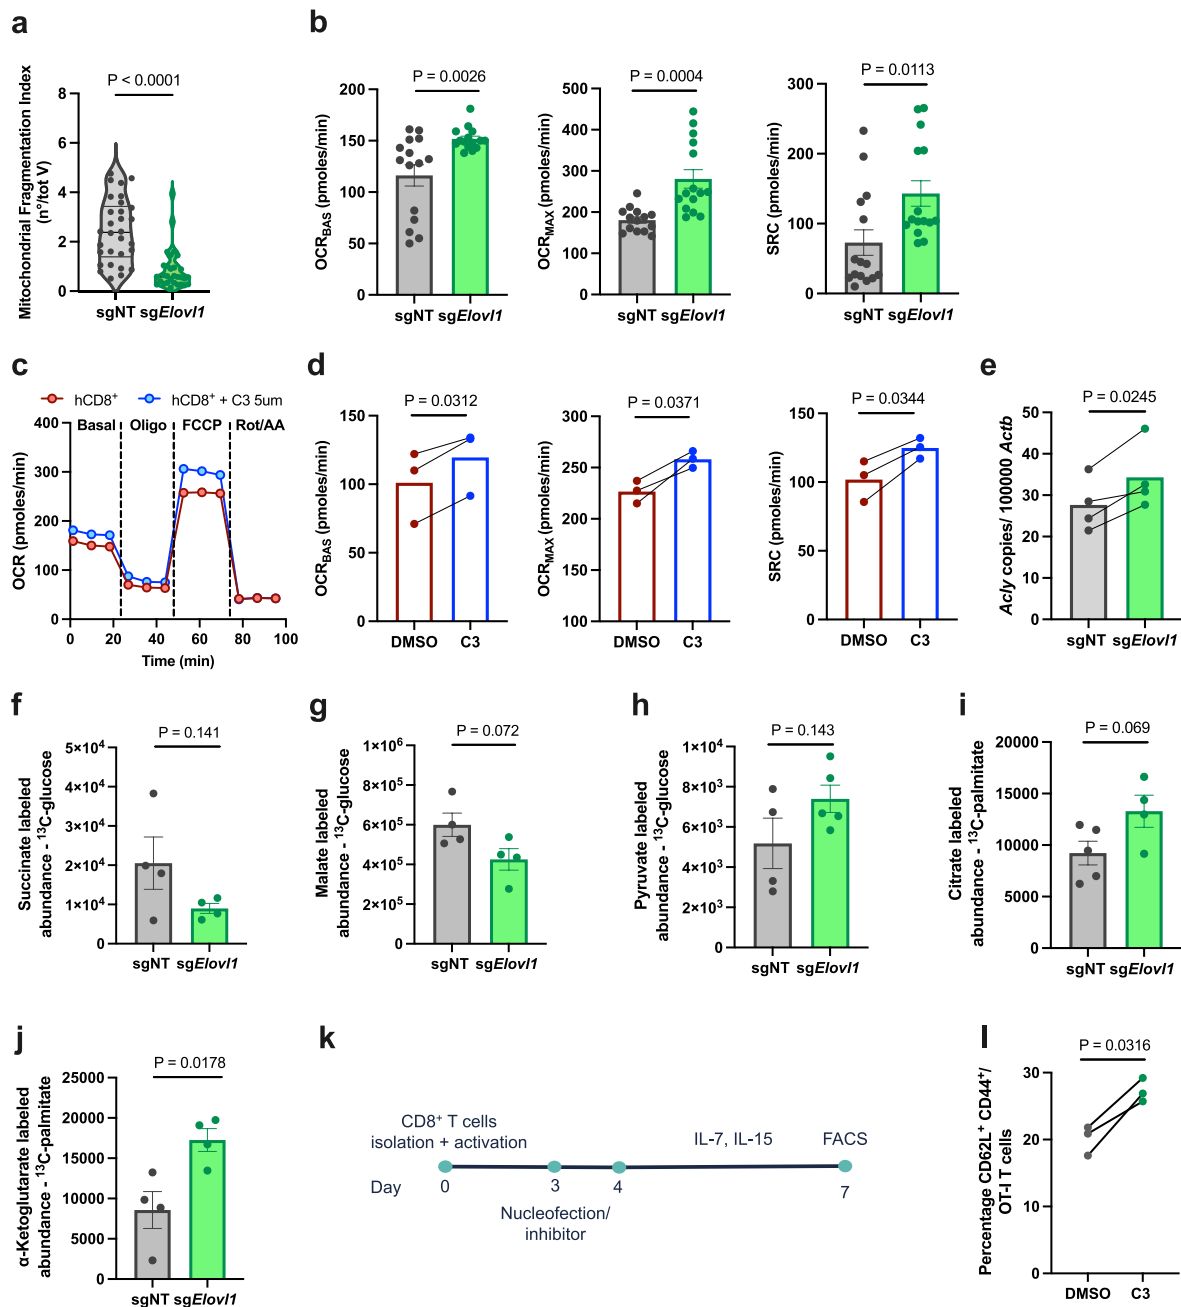 a
Mitochondrial Fragmentation Index
(n°/tot V)
P < 0.0001
8
6
4
2
0
sgNT sgElovl1
b
OCRBAS (pmoles/min)
P = 0.0026
200
150
100
50
0
sgNT sgElovl1
OCRMAX (pmoles/min)
P = 0.0004
500
400
300
200
100
0
sgNT sgElovl1
SRC (pmoles/min)
P = 0.0113
300
200
100
0
sgNT sgElovl1
c
hCD8⁺
hCD8⁺ + C3 5um
Basal Oligo FCCP Rot/AA
OCR (pmoles/min)
400
300
200
100
0
0 20 40 60 80 100
Time (min)
d
OCRBAS (pmoles/min)
P = 0.0312
150
100
50
0
DMSO C3
OCRMAX (pmoles/min)
P = 0.0371
300
250
200
150
100
DMSO C3
SRC (pmoles/min)
P = 0.0344
150
100
50
0
DMSO C3
e
Acly copies/ 100000 Actb
P = 0.0245
50
40
30
20
10
0
sgNT sgElovl1
f
Succinate labeled
abundance - ¹³C-glucose
P = 0.141
5×10⁴
4×10⁴
3×10⁴
2×10⁴
1×10⁴
0
sgNT sgElovl1
g
Malate labeled
abundance - ¹³C-glucose
P = 0.072
1×10⁶
8×10⁵
6×10⁵
4×10⁵
2×10⁵
0
sgNT sgElovl1
h
Pyruvate labeled
abundance - ¹³C-glucose
P = 0.143
1×10⁴
8×10³
6×10³
4×10³
2×10³
0
sgNT sgElovl1
i
Citrate labeled
abundance - ¹³C-palmitate
P = 0.069
20000
15000
10000
5000
0
sgNT sgElovl1
j
α-Ketoglutarate labeled
abundance - ¹³C-palmitate
P = 0.0178
25000
20000
15000
10000
5000
0
sgNT sgElovl1
k
CD8⁺ T cells
isolation + activation
IL-7, IL-15
FACS
Day 0 3 4 7
Nucleofection/
inhibitor
l
Percentage CD62L⁺ CD44⁺/
OT-I T cells
P = 0.0316
30
20
10
0
DMSO C3